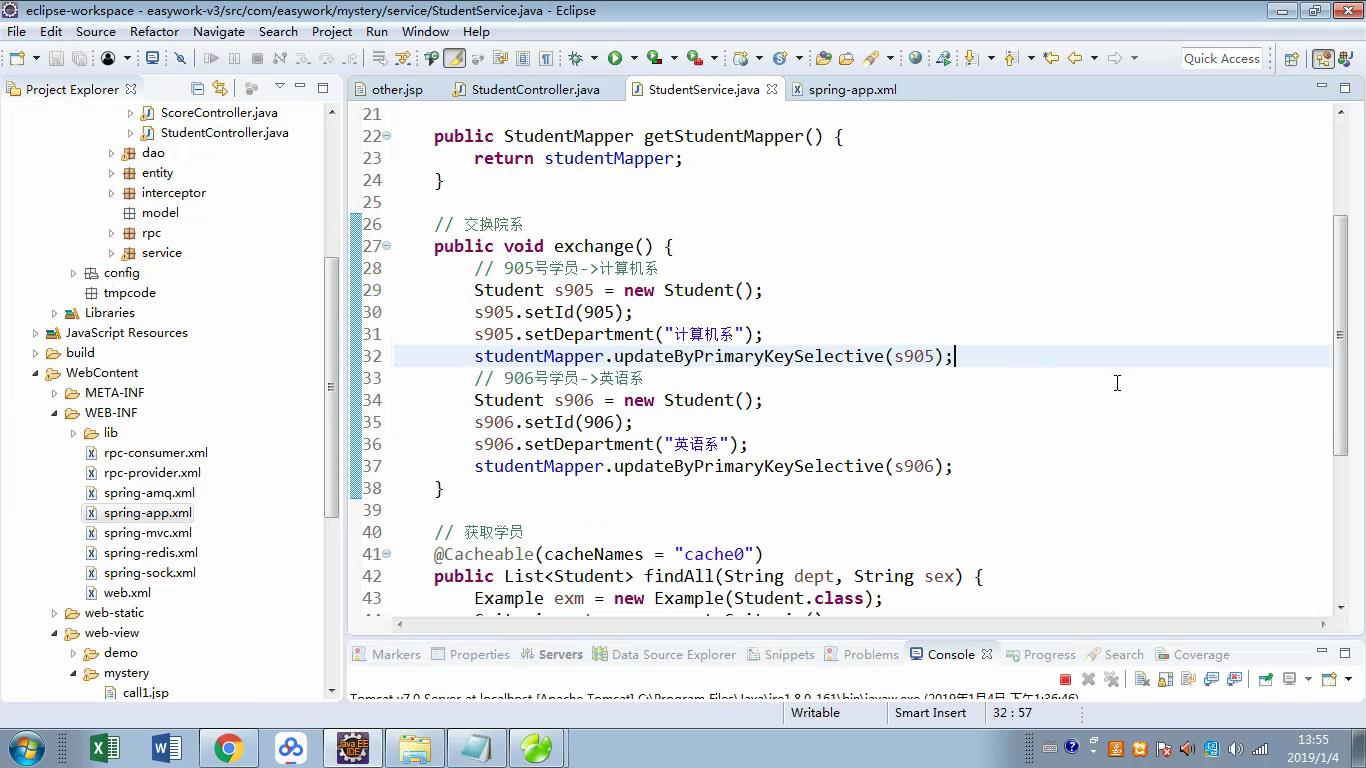 eclipse-workspace - easywork-v3/src/com/easywork/mystery/service/StudentService.java - Eclipse
File Edit Source Refactor Navigate Search Project Run Window Help
Quick Access
Project Explorer
ScoreController.java
StudentController.java
dao
entity
interceptor
model
rpc
service
config
tmpcode
Libraries
JavaScript Resources
build
WebContent
META-INF
WEB-INF
lib
rpc-consumer.xml
rpc-provider.xml
spring-amq.xml
spring-app.xml
spring-mvc.xml
spring-redis.xml
spring-sock.xml
web.xml
web-static
web-view
demo
mystery
call1.jsp
other.jsp StudentController.java StudentService.java spring-app.xml
21
22 public StudentMapper getStudentMapper() {
23 return studentMapper;
24 }
25
26 // 交换院系
27 public void exchange() {
28 // 905号学员->计算机系
29 Student s905 = new Student();
30 s905.setId(905);
31 s905.setDepartment("计算机系");
32 studentMapper.updateByPrimaryKeySelective(s905);
33 // 906号学员->英语系
34 Student s906 = new Student();
35 s906.setId(906);
36 s906.setDepartment("英语系");
37 studentMapper.updateByPrimaryKeySelective(s906);
38 }
39
40 // 获取学员
41 @Cacheable(cacheNames = "cache0")
42 public List<Student> findAll(String dept, String sex) {
43 Example exm = new Example(Student.class);
Markers Properties Servers Data Source Explorer Snippets Problems Console Progress Search Coverage
Tomcat v7.0 Server at localhost [Apache Tomcat] C:\Program Files\Java\jre1.8.0_161\bin\javaw.exe (2019年1月4日 下午1:36:46)
Writable Smart Insert 32 : 57
13:55
2019/1/4